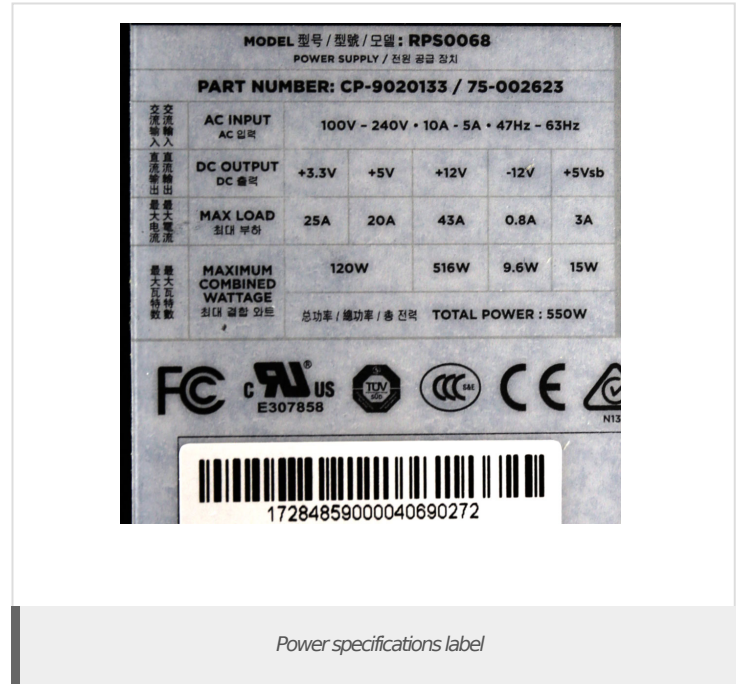 MODEL 型号 / 型號 / 모델 : RPS0068
POWER SUPPLY / 전원 공급 장치
PART NUMBER: CP-9020133 / 75-002623
交流输入 交流輸入 AC INPUT 100V - 240V • 10A - 5A • 47Hz - 63Hz
AC 입력
直流输出 直流輸出 DC OUTPUT +3.3V +5V +12V -12V +5Vsb
DC 출력
最大电流 最大電流 MAX LOAD 25A 20A 43A 0.8A 3A
최대 부하
最大瓦特数 最大瓦特數 MAXIMUM COMBINED WATTAGE 120W 516W 9.6W 15W
최대 결합 와트 总功率 / 總功率 / 총 전력 TOTAL POWER : 550W
FC c RU ® US TÜV SÜD CCC S&E CE
E307858
N13
17284859000040690272
Power specifications label